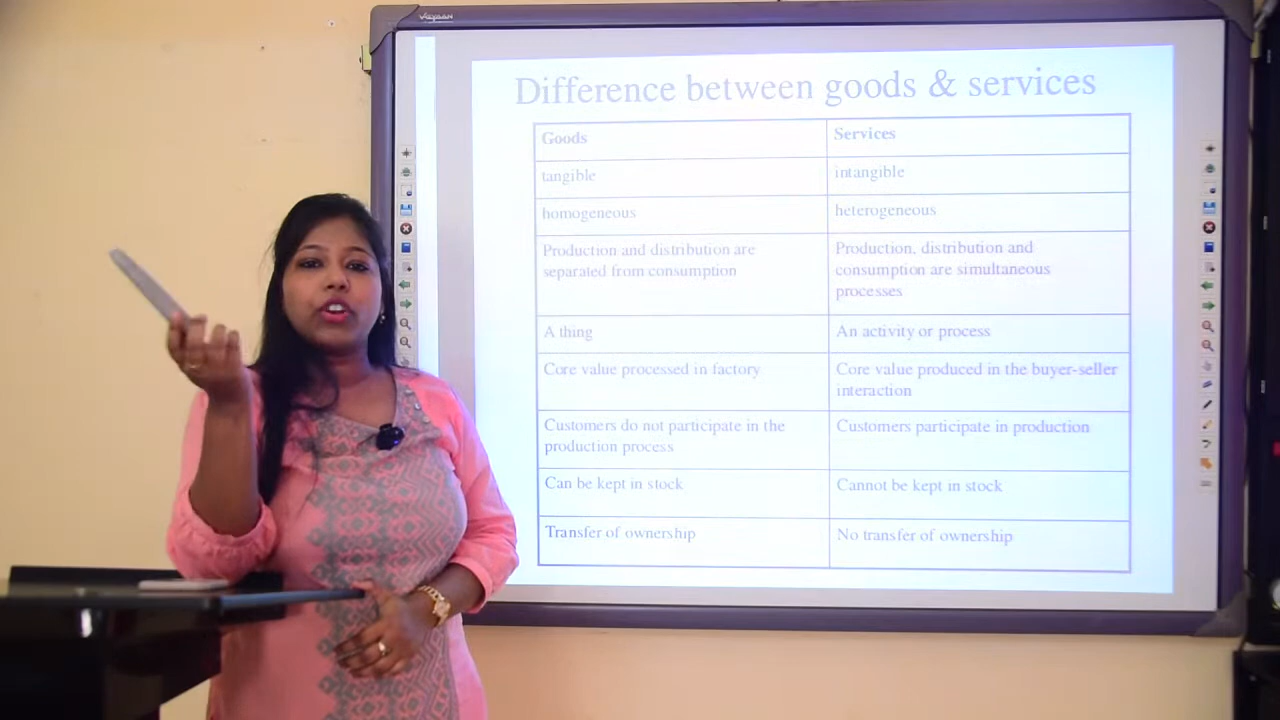 Difference between goods & services
Goods
Services
tangible
intangible
homogeneous
heterogeneous
Production and distribution are
separated from consumption
Production, distribution and
consumption are simultaneous
processes
A thing
An activity or process
Core value processed in factory
Core value produced in the buyer-seller
interaction
Customers do not participate in the
production process
Customers participate in production
Can be kept in stock
Cannot be kept in stock
Transfer of ownership
No transfer of ownership